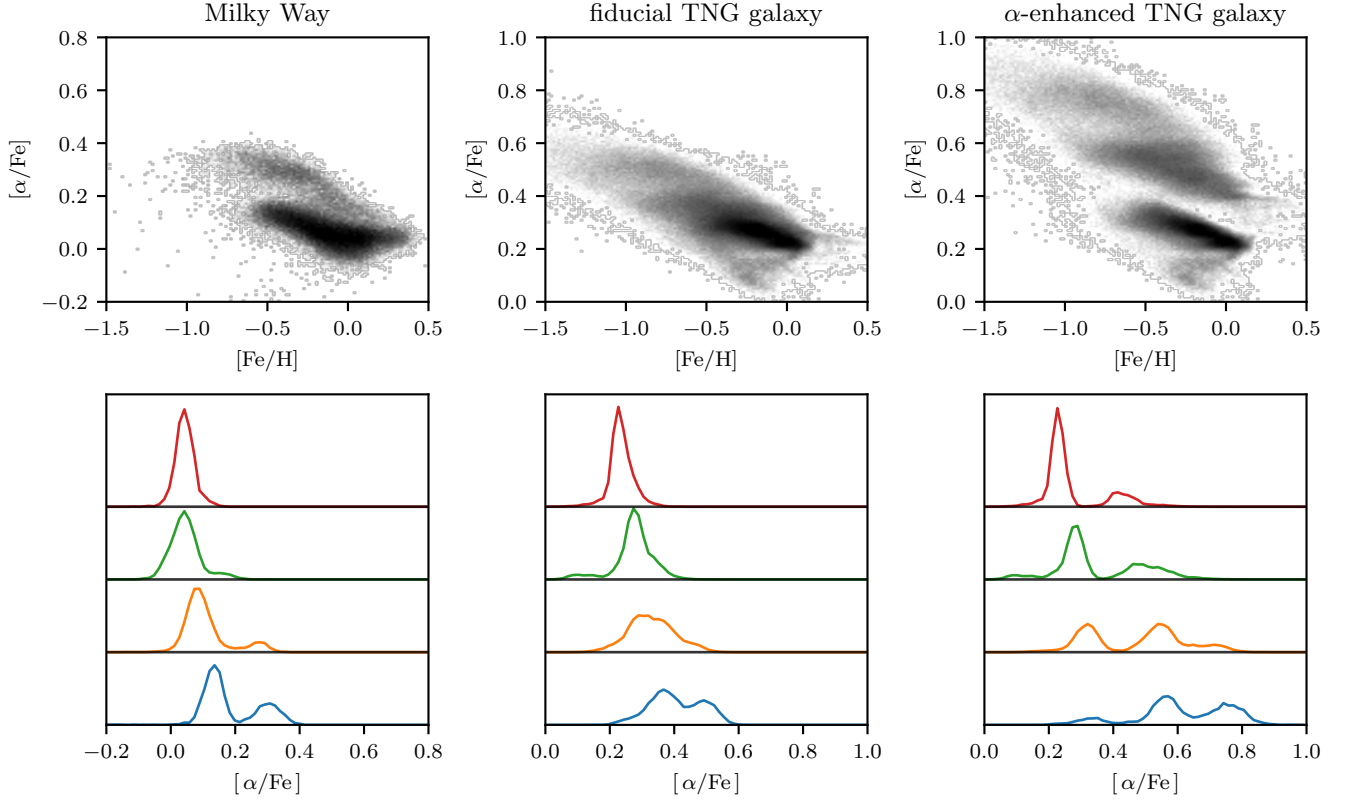 Milky Way
fiducial TNG galaxy
α-enhanced TNG galaxy
0.8
0.6
0.4
0.2
0.0
−0.2
[α/Fe]
−1.5 −1.0 −0.5 0.0 0.5
[Fe/H]
1.0
0.8
0.6
0.4
0.2
0.0
[α/Fe]
−1.5 −1.0 −0.5 0.0 0.5
[Fe/H]
1.0
0.8
0.6
0.4
0.2
0.0
[α/Fe]
−1.5 −1.0 −0.5 0.0 0.5
[Fe/H]
−0.2 0.0 0.2 0.4 0.6 0.8
[α/Fe]
0.0 0.2 0.4 0.6 0.8 1.0
[α/Fe]
0.0 0.2 0.4 0.6 0.8 1.0
[α/Fe]